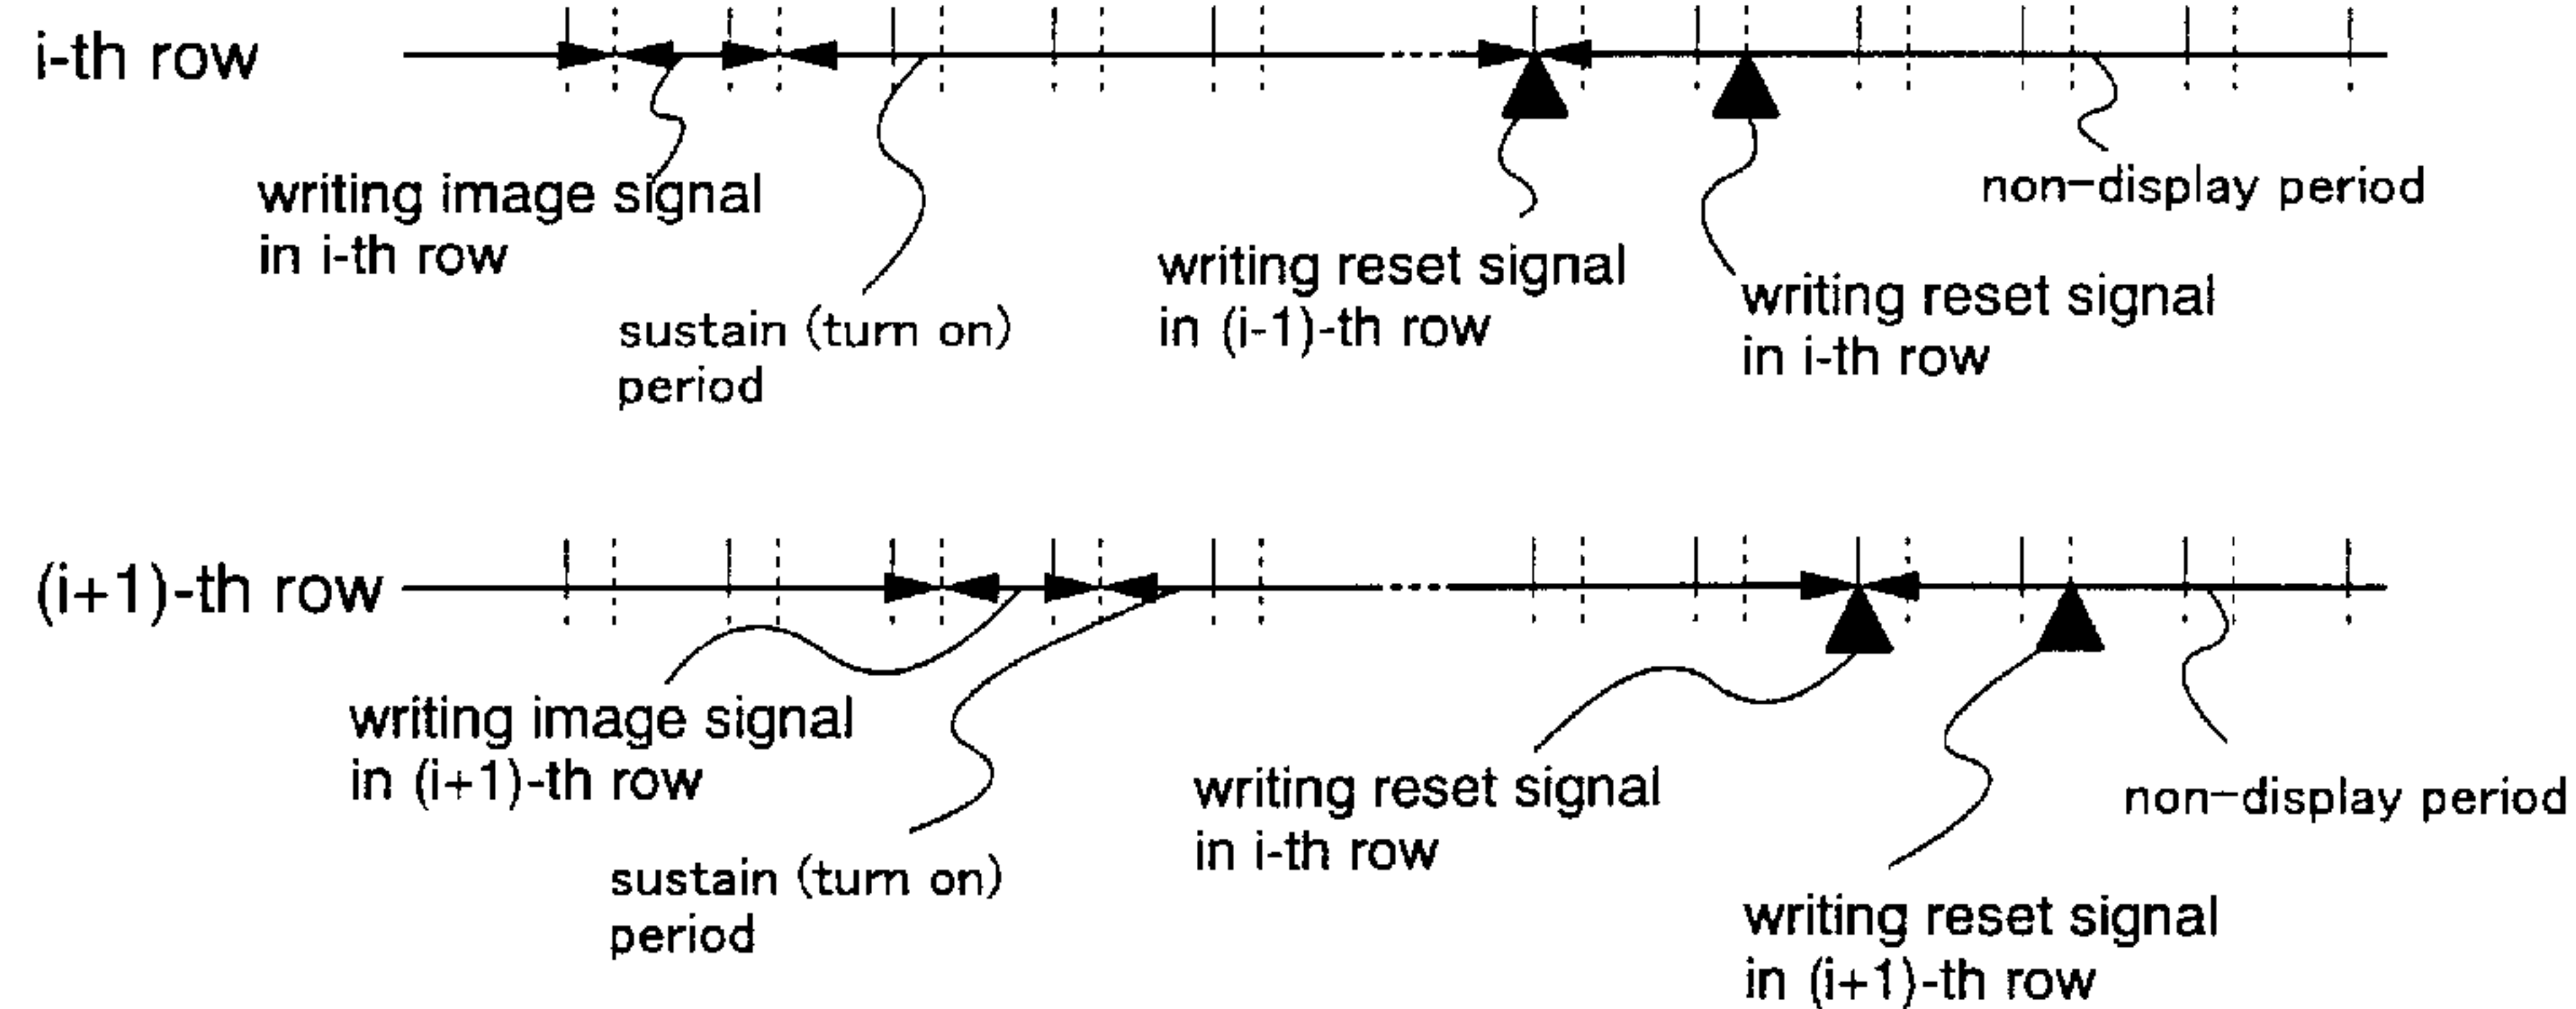 i-th row
writing image signal
in i-th row
sustain (turn on)
period
writing reset signal
in (i-1)-th row
writing reset signal
in i-th row
non-display period
(i+1)-th row
writing image signal
in (i+1)-th row
sustain (turn on)
period
writing reset signal
in i-th row
writing reset signal
in (i+1)-th row
non-display period